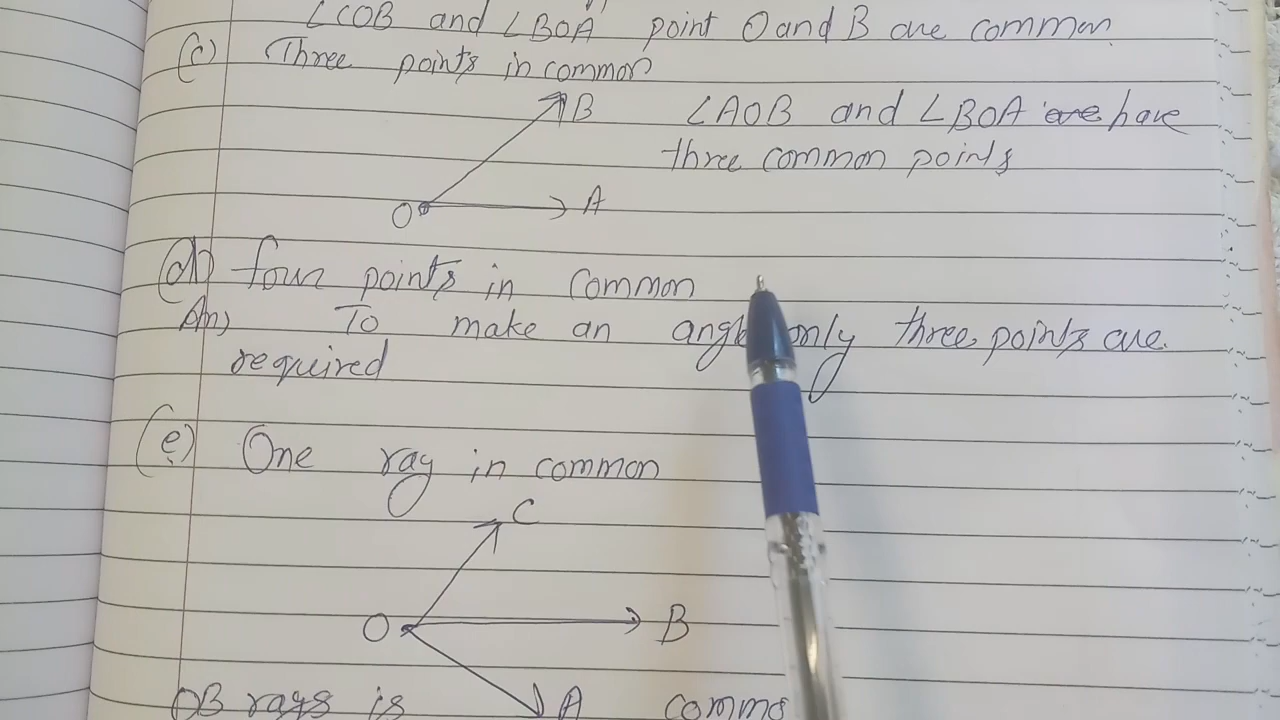 ∠COB and ∠BOA point O and B are common
(c) Three points in common
B ∠AOB and ∠BOA are have
three common points
O A
(d) four points in common
Ans) To make an angle only three points are
required
(e) One ray in common
C
O B
OB rays is A commo